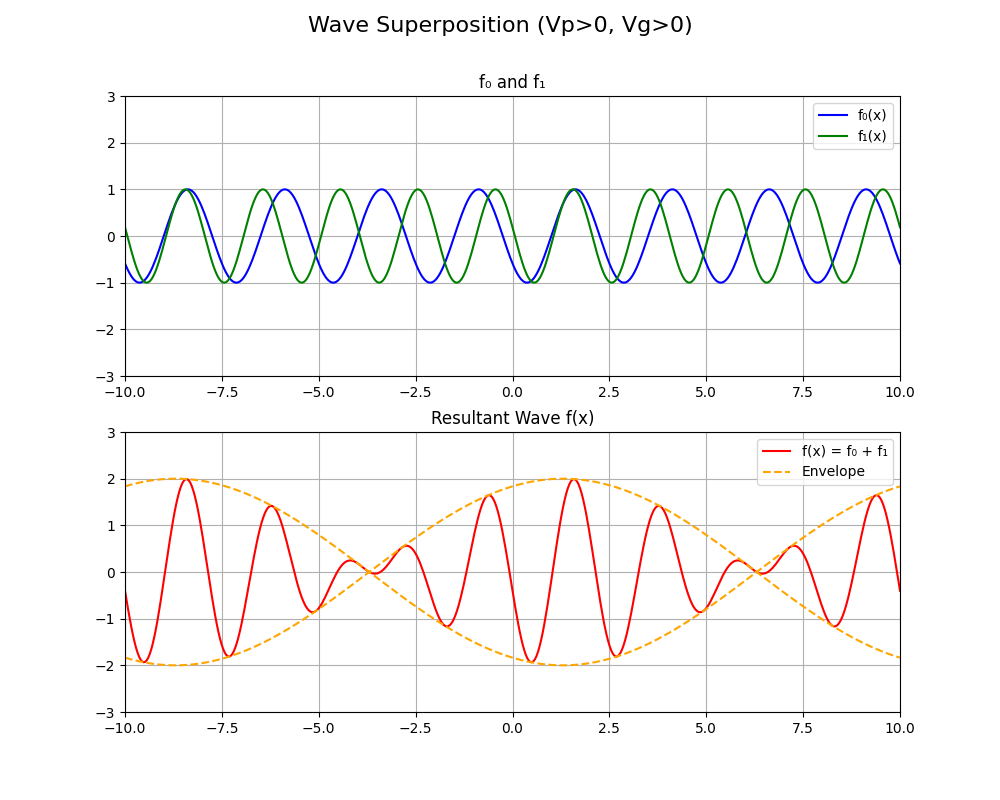 Wave Superposition (Vp>0, Vg>0)
f₀ and f₁
3
2
1
0
−1
−2
−3
f₀(x)
f₁(x)
−10.0 −7.5 −5.0 −2.5 0.0 2.5 5.0 7.5 10.0
Resultant Wave f(x)
3
2
1
0
−1
−2
−3
f(x) = f₀ + f₁
Envelope
−10.0 −7.5 −5.0 −2.5 0.0 2.5 5.0 7.5 10.0